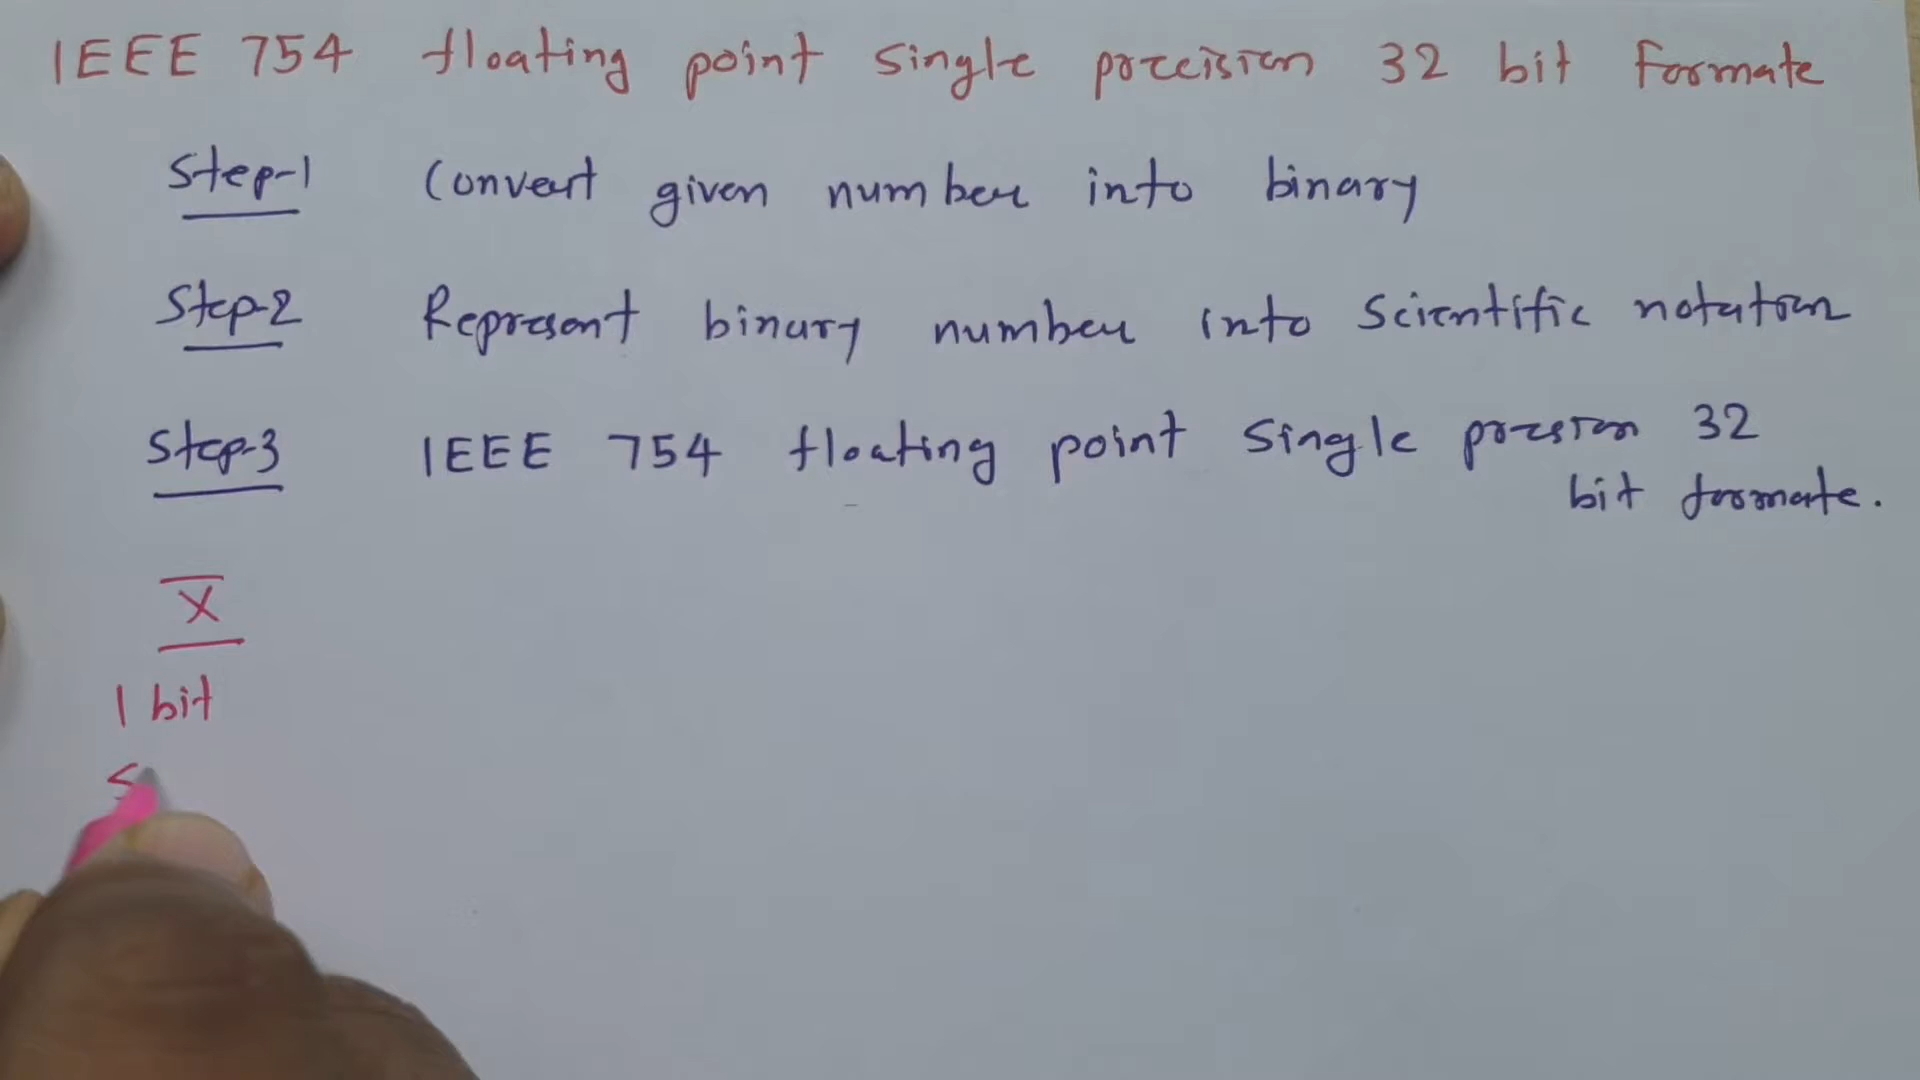 IEEE 754 floating point single precision 32 bit formate
Step-1 Convert given number into binary
Step-2 Represent binary number into scientific notation
Step-3 IEEE 754 floating point single presion 32
bit formate.
X
1 bit
S